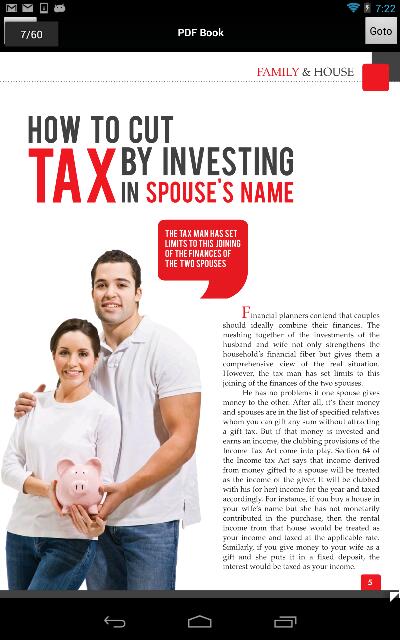 7:22
7/60
PDF Book
Goto
FAMILY & HOUSE
HOW TO CUT
TAX BY INVESTING
IN SPOUSE'S NAME
THE TAX MAN HAS SET
LIMITS TO THIS JOINING
OF THE FINANCES OF
THE TWO SPOUSES
Financial planners contend that couples
should ideally combine their finances. The
meshing together of the investments of the
husband and wife not only strengthens the
household's financial fiber but gives them a
comprehensive view of the real situation.
However, the tax man has set limits to this
joining of the finances of the two spouses.
He has no problems if one spouse gives
money to the other. After all, it's their money
and spouses are in the list of specified relatives
whom you can gift any sum without attracting
a gift tax. But if that money is invested and
earns an income, the clubbing provisions of the
Income Tax Act come into play. Section 64 of
the Income tax Act says that income derived
from money gifted to a spouse will be treated
as the income of the giver. It will be clubbed
with his (or her) income for the year and taxed
accordingly. For instance, if you buy a house in
your wife's name but she has not monetarily
contributed in the purchase, then the rental
income from that house would be treated as
your income and taxed at the applicable rate.
Similarly, if you give money to your wife as a
gift and she puts it in a fixed deposit, the
interest would be taxed as your income.
5